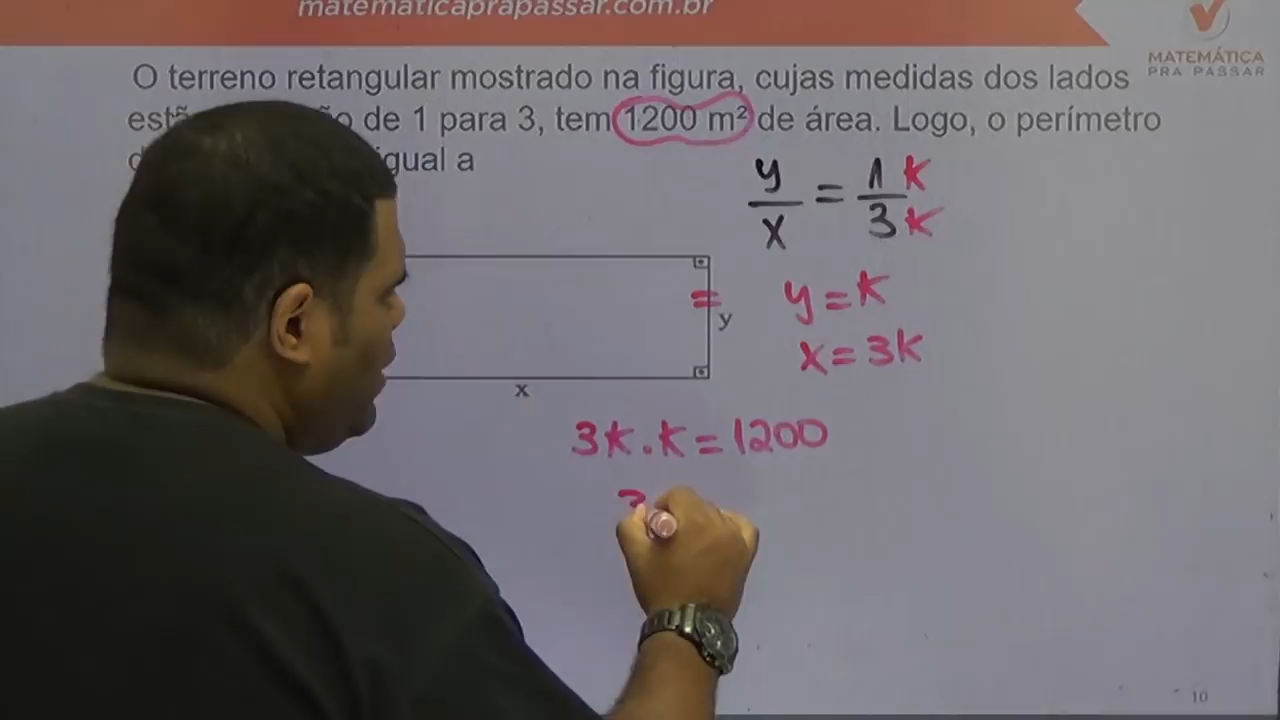 matematicaprapassar.com.br
MATEMÁTICA
PRA PASSAR
O terreno retangular mostrado na figura, cujas medidas dos lados
de 1 para 3, tem 1200 m² de área. Logo, o perímetro
igual a
y/x = 1k/3k
= y
y = k
x = 3k
x
3k . k = 1200
10